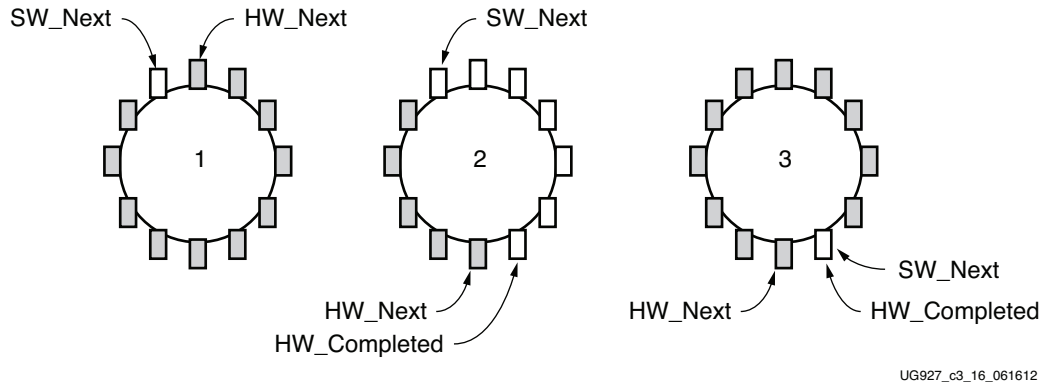 SW_Next
HW_Next
1
SW_Next
2
HW_Next
HW_Completed
3
SW_Next
HW_Next
HW_Completed
UG927_c3_16_061612